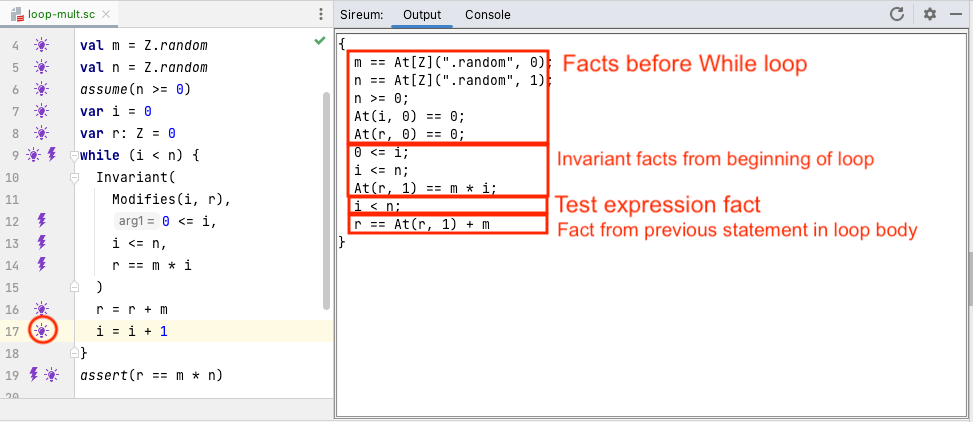 loop-mult.sc
Sireum: Output Console
4 val m = Z.random
5 val n = Z.random
6 assume(n >= 0)
7 var i = 0
8 var r: Z = 0
9 while (i < n) {
10 Invariant(
11 Modifies(i, r),
12 arg1 = 0 <= i,
13 i <= n,
14 r == m * i
15 )
16 r = r + m
17 i = i + 1
18 }
19 assert(r == m * n)
20
{
m == At[Z](".random", 0);
n == At[Z](".random", 1);
n >= 0;
At(i, 0) == 0;
At(r, 0) == 0;
0 <= i;
i <= n;
At(r, 1) == m * i;
i < n;
r == At(r, 1) + m
}
Facts before While loop
Invariant facts from beginning of loop
Test expression fact
Fact from previous statement in loop body